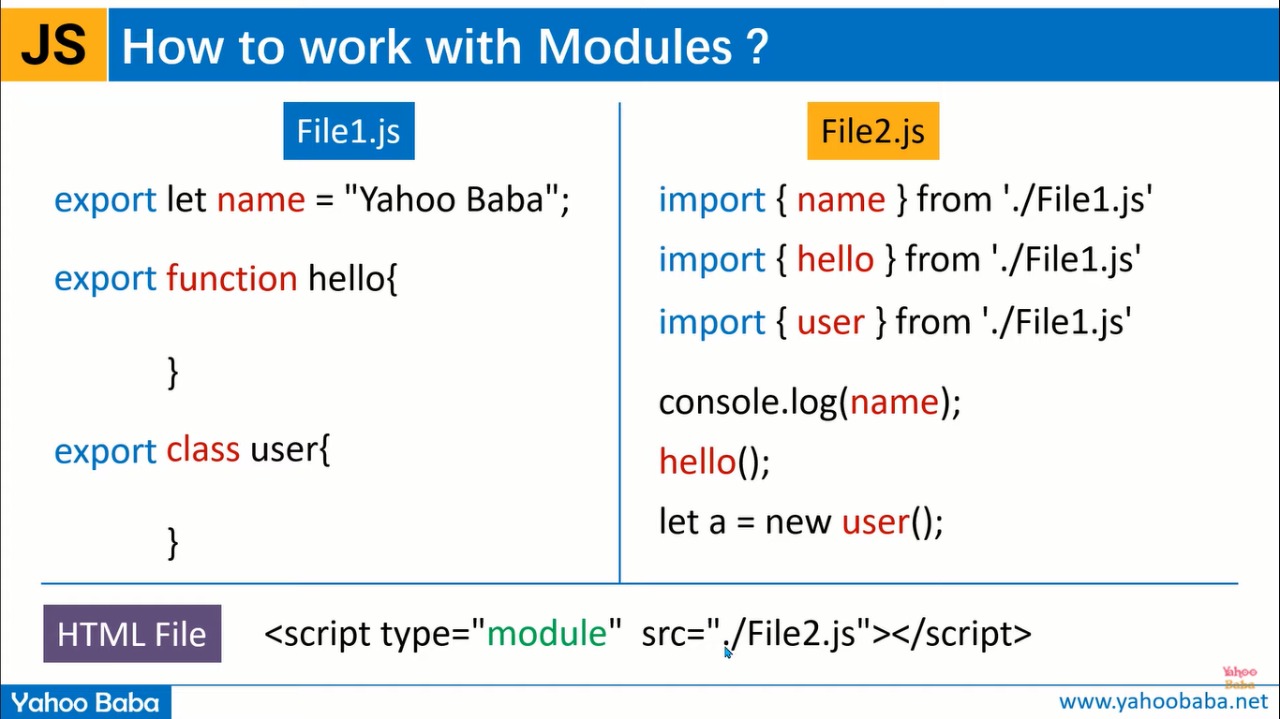 JS How to work with Modules ?
File1.js
export let name = "Yahoo Baba";
export function hello{
}
export class user{
}
File2.js
import { name } from './File1.js'
import { hello } from './File1.js'
import { user } from './File1.js'
console.log(name);
hello();
let a = new user();
HTML File <script type="module" src="./File2.js"></script>
Yahoo
Baba
Yahoo Baba
www.yahoobaba.net